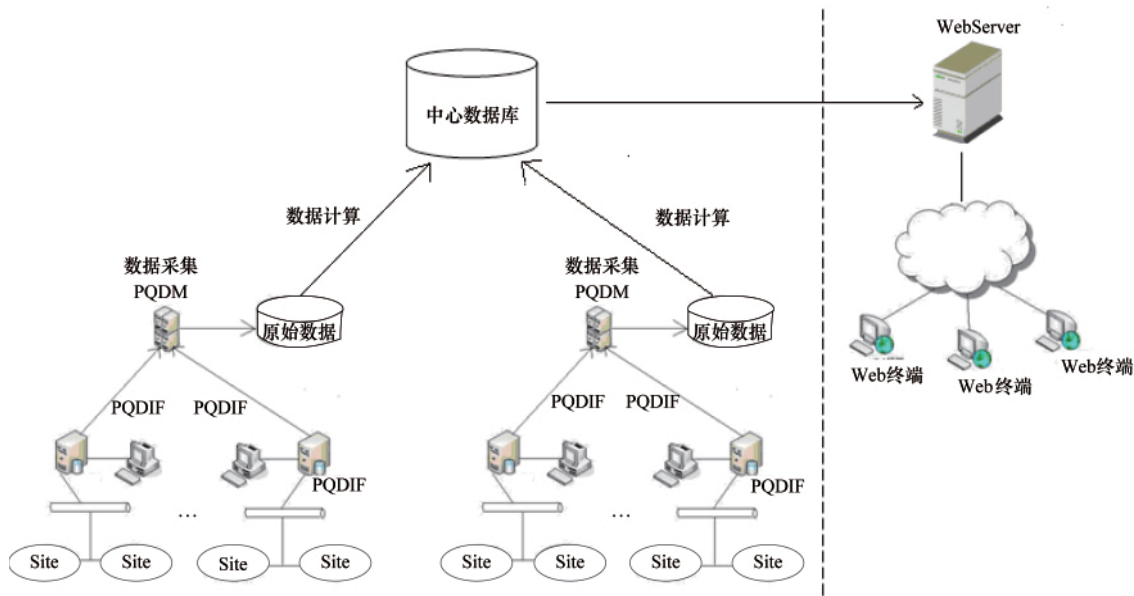 WebServer
中心数据库
数据计算
数据计算
数据采集
PQDM
原始数据
数据采集
PQDM
原始数据
Web终端
Web终端
Web终端
PQDIF
PQDIF
PQDIF
PQDIF
PQDIF
PQDIF
...
...
Site
Site
Site
Site
Site
Site
Site
Site